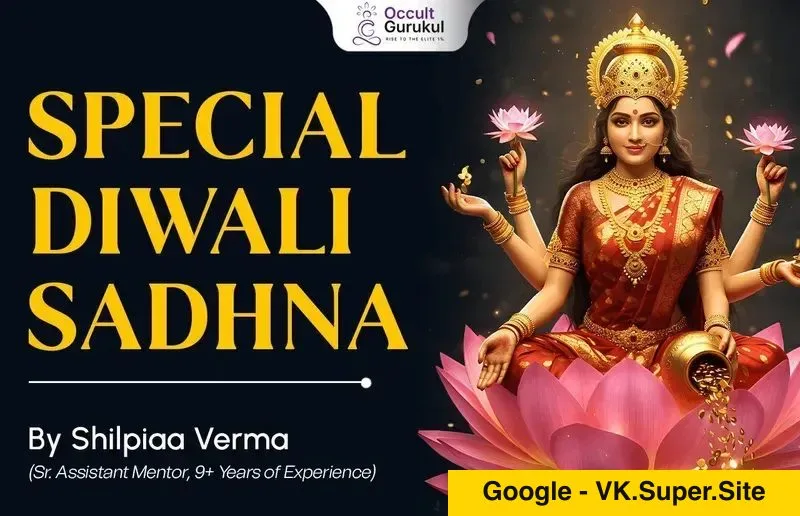 Occult
Gurukul
RISE TO THE ELITE 1%
SPECIAL
DIWALI
SADHNA
By Shilpiaa Verma
(Sr. Assistant Mentor, 9+ Years of Experience)
Google - VK.Super.Site